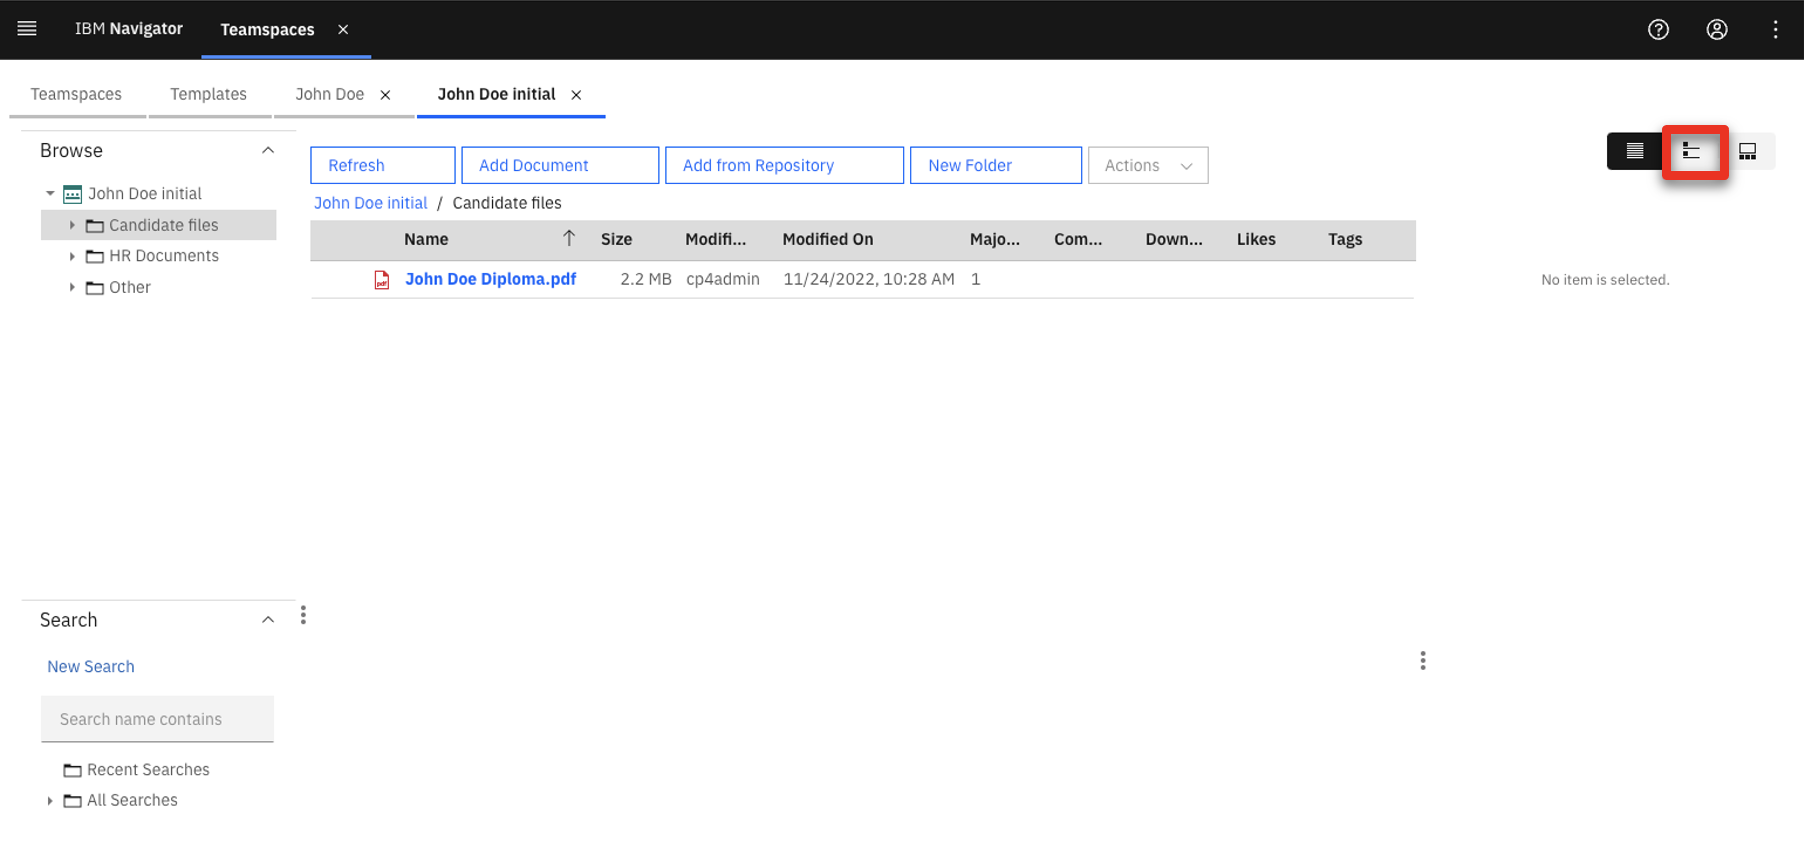 IBM Navigator Teamspaces
Teamspaces Templates John Doe John Doe initial
Browse
John Doe initial
Candidate files
HR Documents
Other
Refresh Add Document Add from Repository New Folder Actions
John Doe initial / Candidate files
Name Size Modifi... Modified On Majo... Com... Down... Likes Tags
pdf John Doe Diploma.pdf 2.2 MB cp4admin 11/24/2022, 10:28 AM 1
No item is selected.
Search
New Search
Search name contains
Recent Searches
All Searches